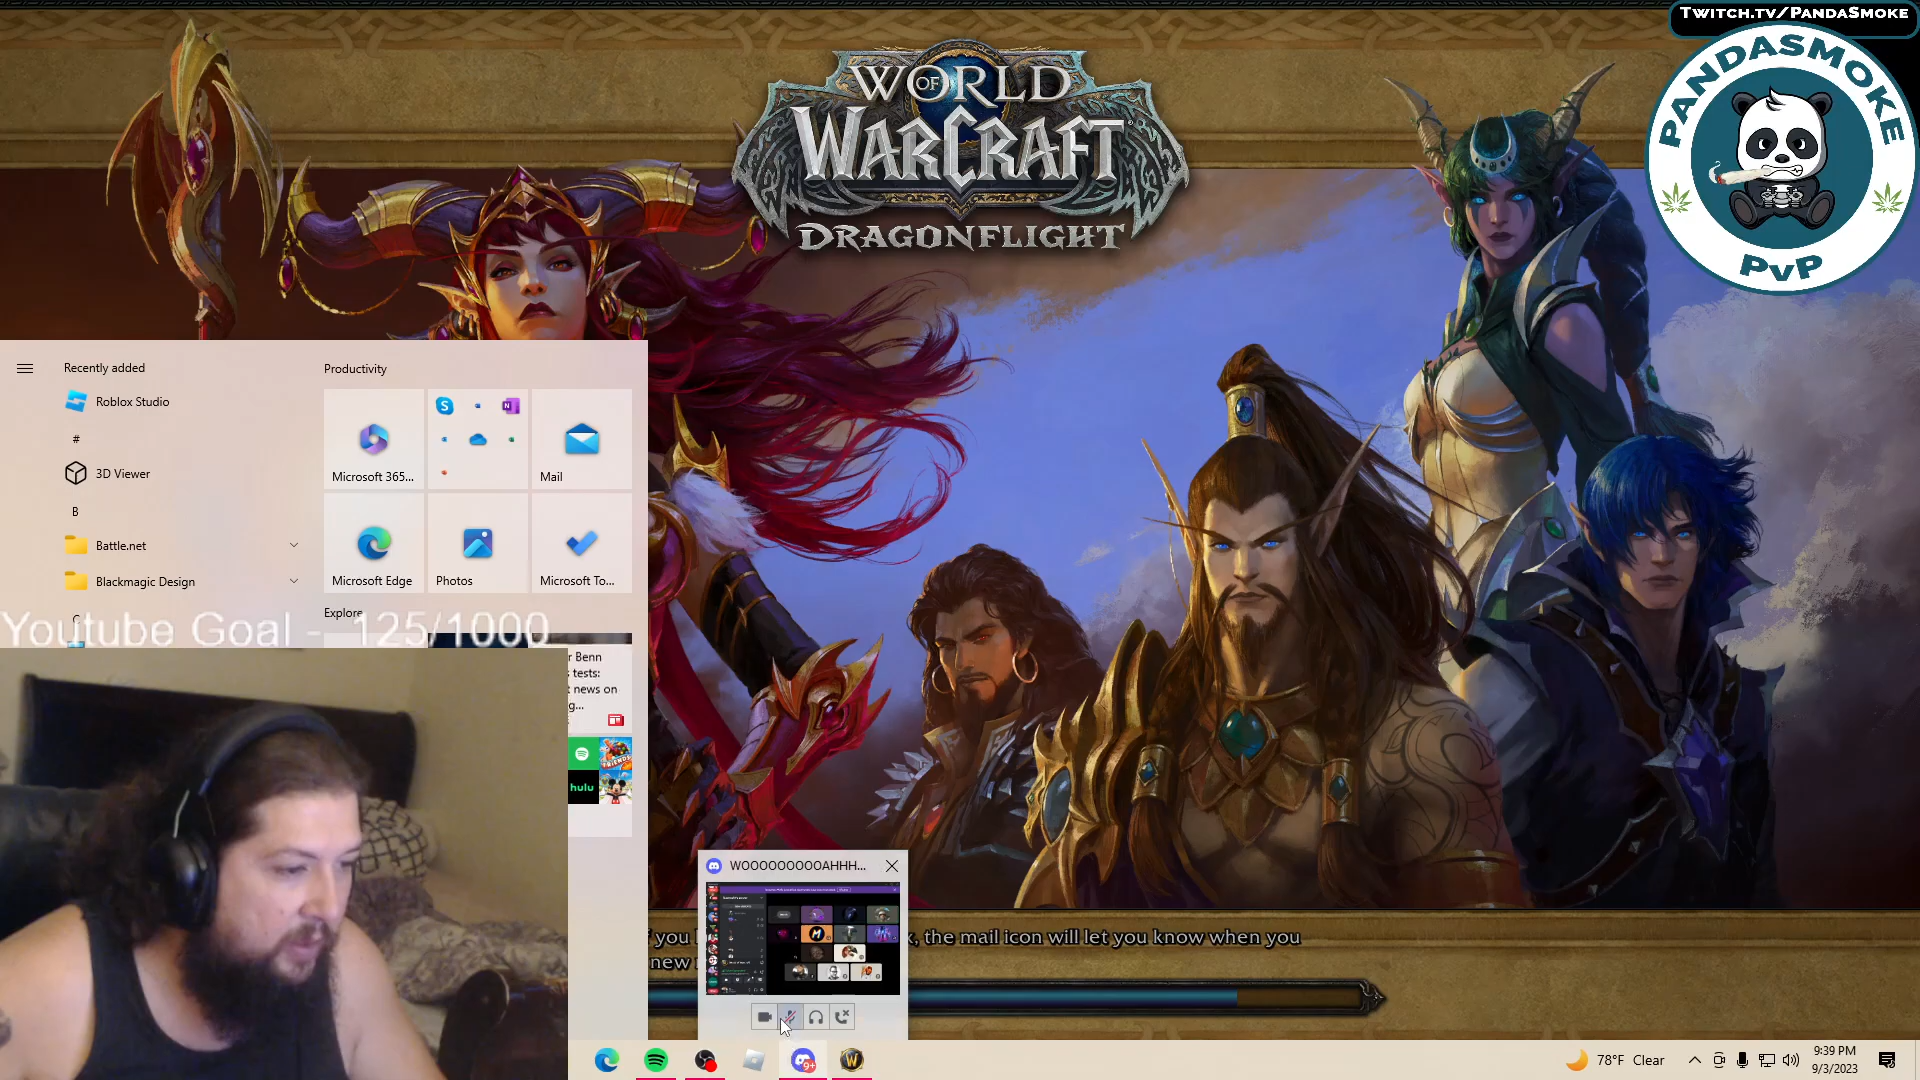 Twitch.tv/PandaSmoke
PANDASMOKE
PvP
WORLD
OF
WARCRAFT
DRAGONFLIGHT
Recently added
Productivity
Roblox Studio
#
3D Viewer
Microsoft 365...
Mail
B
Battle.net
Blackmagic Design
Microsoft Edge
Photos
Microsoft To...
Explore
C
Youtube Goal - 125/1000
r Benn
tests:
t news on
g...
FRIENDS
hulu
WOOOOOOOOOAHHH...
x, the mail icon will let you know when you
new
9+
78°F Clear
9:39 PM
9/3/2023